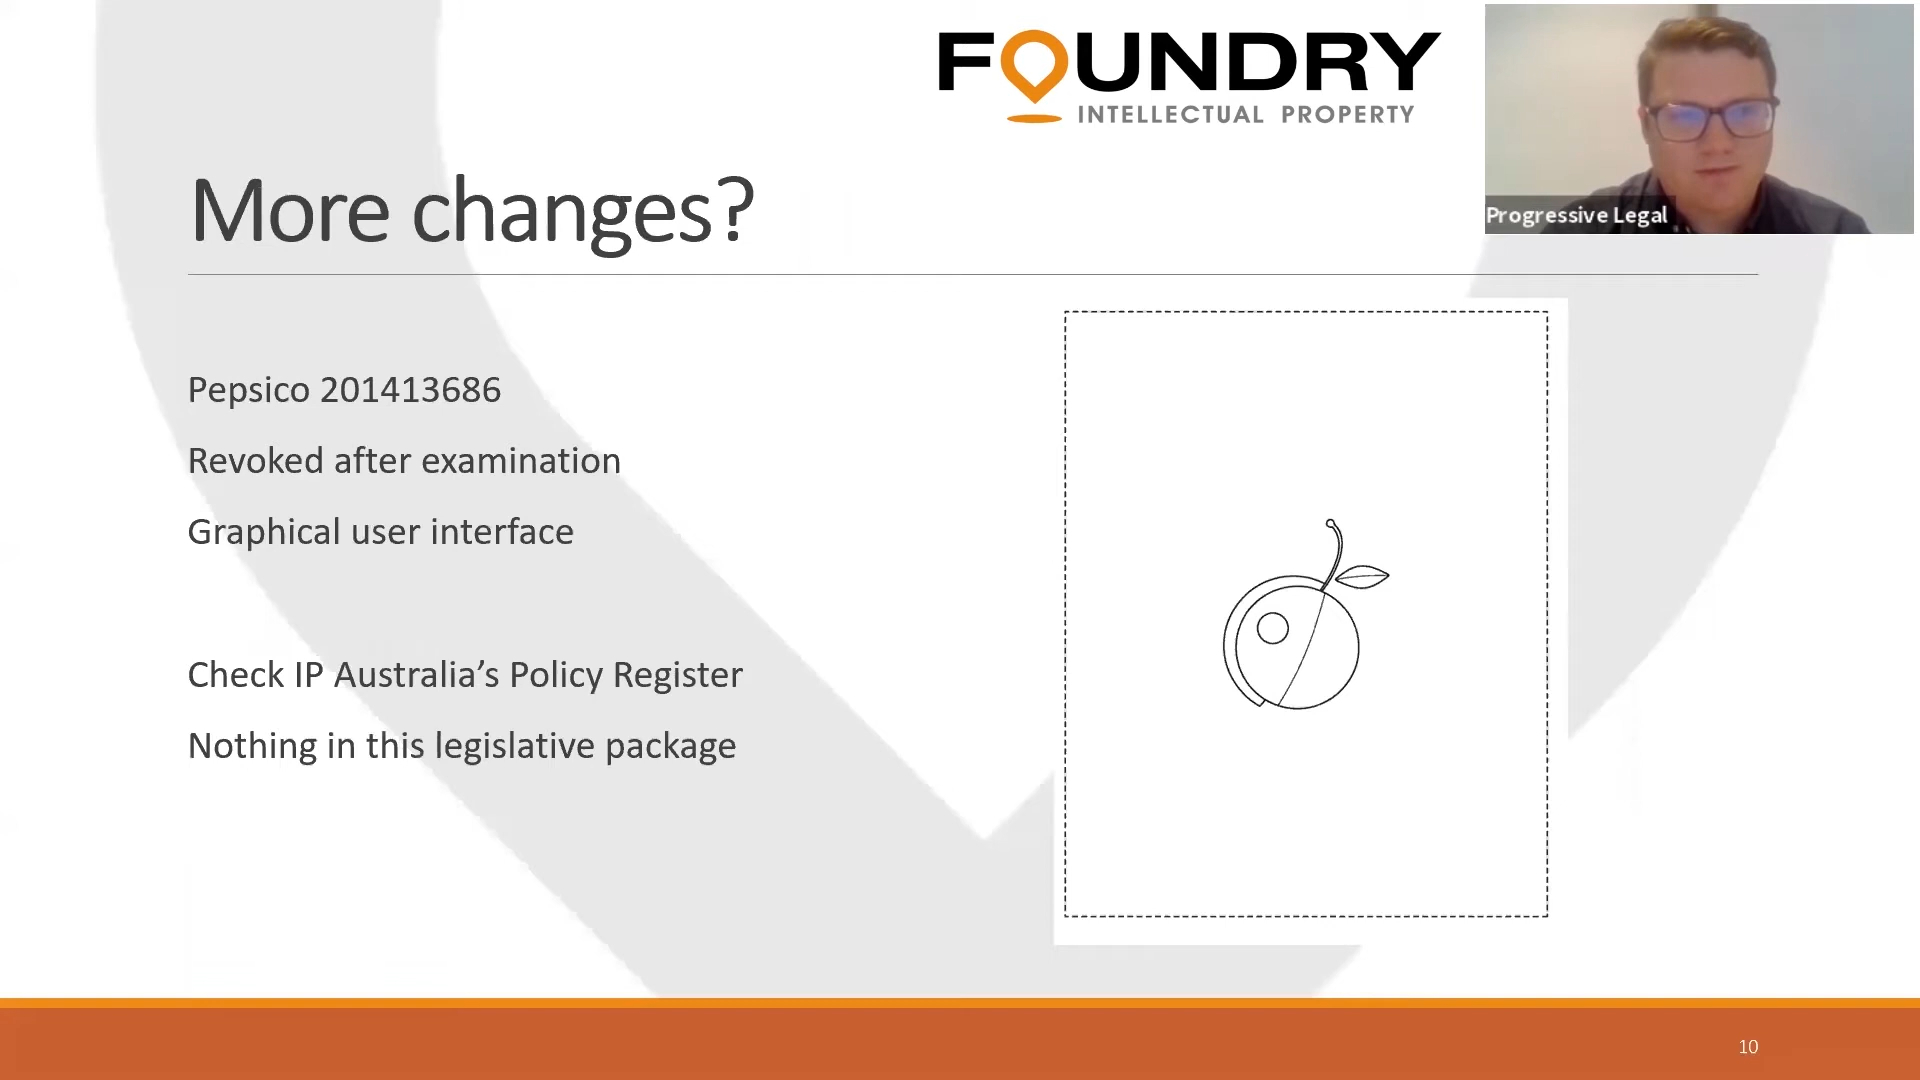 FOUNDRY
INTELLECTUAL PROPERTY
Progressive Legal
More changes?
Pepsico 201413686
Revoked after examination
Graphical user interface
Check IP Australia’s Policy Register
Nothing in this legislative package
10